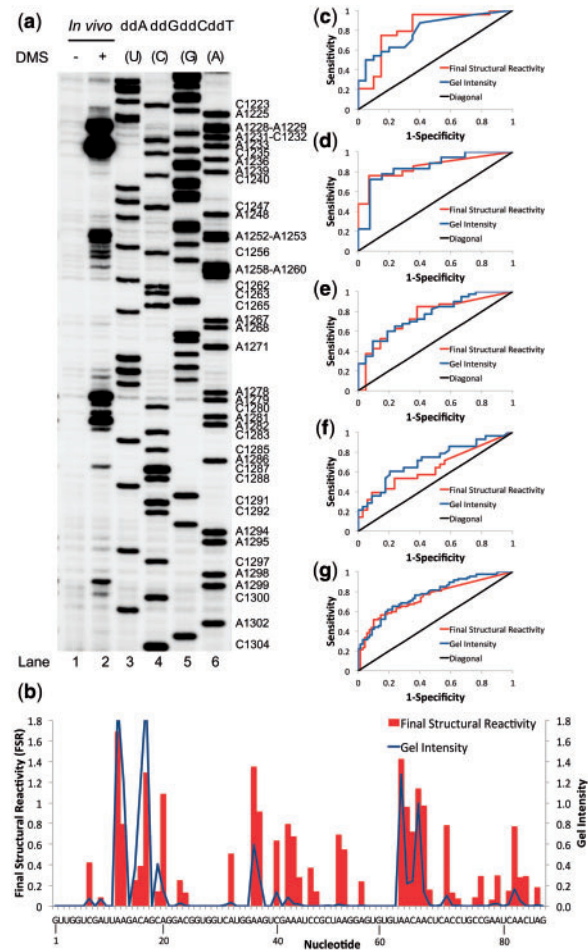 (a)
In vivo ddA ddG ddC ddT
DMS - + (U) (C) (G) (A)
C1223
A1225
A1228-A1229
A1231-C1232
A1233
C1235
A1236
A1239
C1240
C1247
A1248
A1252-A1253
C1256
A1258-A1260
C1262
C1263
C1265
A1267
A1268
A1271
A1278
A1279
C1280
A1281
A1282
C1283
C1285
A1286
C1287
C1288
C1291
C1292
A1294
A1295
C1297
A1298
A1299
C1300
A1302
C1304
Lane 1 2 3 4 5 6
(c)
Sensitivity
1
0.8
0.6
0.4
0.2
0
Final Structural Reactivity
Gel Intensity
Diagonal
0 0.2 0.4 0.6 0.8 1
1-Specificity
(d)
Sensitivity
1
0.8
0.6
0.4
0.2
0
Final Structural Reactivity
Gel Intensity
Diagonal
0 0.2 0.4 0.6 0.8 1
1-Specificity
(e)
Sensitivity
1
0.8
0.6
0.4
0.2
0
Final Structural Reactivity
Gel Intensity
Diagonal
0 0.2 0.4 0.6 0.8 1
1-Specificity
(f)
Sensitivity
1
0.8
0.6
0.4
0.2
0
Final Structural Reactivity
Gel Intensity
Diagonal
0 0.2 0.4 0.6 0.8 1
1-Specificity
(g)
Sensitivity
1
0.8
0.6
0.4
0.2
0
Final Structural Reactivity
Gel Intensity
Diagonal
0 0.2 0.4 0.6 0.8 1
1-Specificity
(b)
Final Structural Reactivity (FSR)
1.8
1.6
1.4
1.2
1
0.8
0.6
0.4
0.2
0
Final Structural Reactivity
Gel Intensity
1.8
1.6
1.4
1.2
1
0.8
0.6
0.4
0.2
0
Gel Intensity
GUUGGUCGAUUAAGACAGCAGGACGGUGGUCAUGGAAGUCGAAAUCCGCUAAGGAGUGUGUAACAACUCACCUGCCGAAUCAACUAG
1 20 40 60 80
Nucleotide